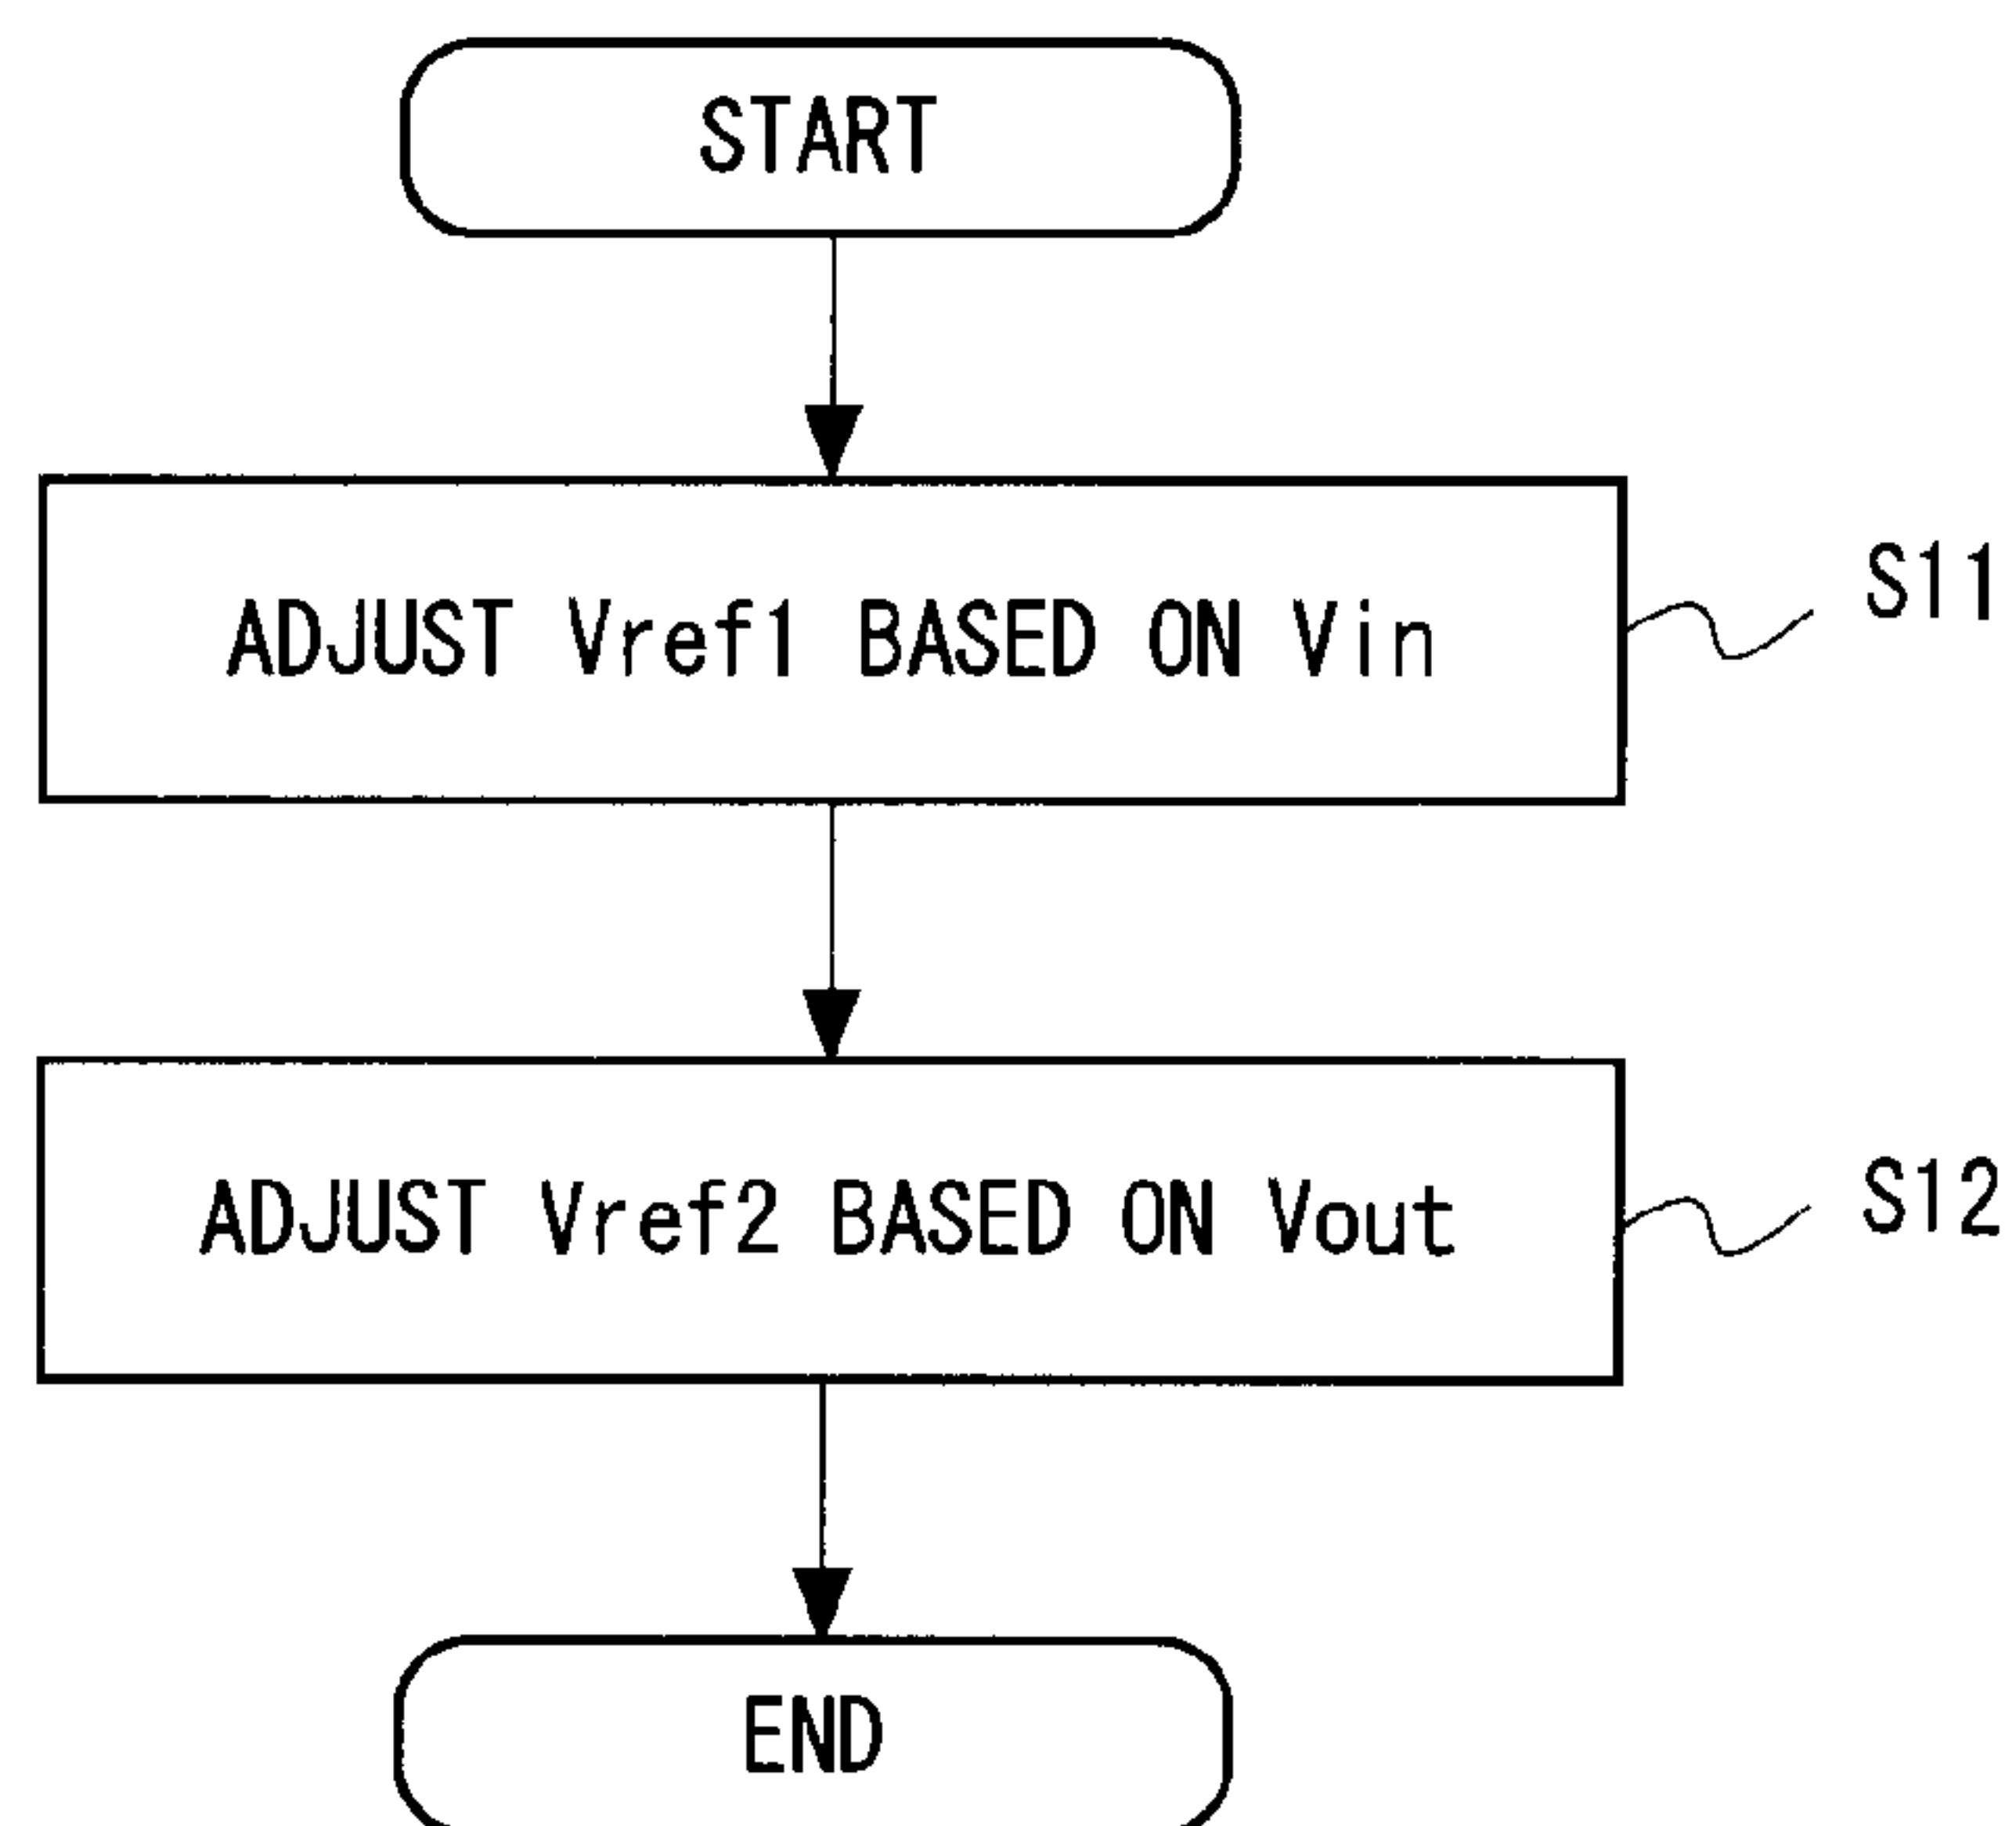 START
ADJUST Vref1 BASED ON Vin
S11
ADJUST Vref2 BASED ON Vout
S12
END